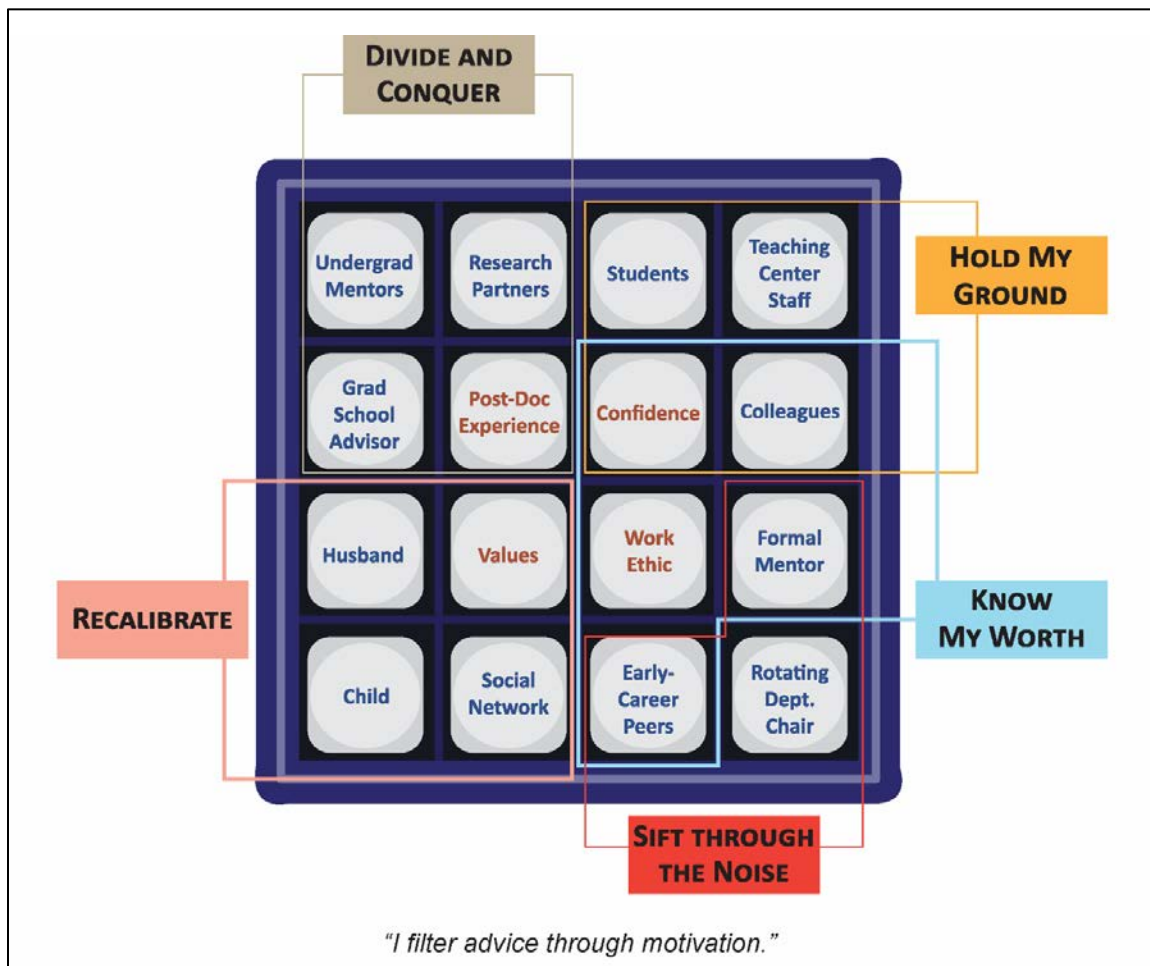 DIVIDE AND
CONQUER
Undergrad
Mentors
Research
Partners
Students
Teaching
Center
Staff
HOLD MY
GROUND
Grad
School
Advisor
Post-Doc
Experience
Confidence
Colleagues
Husband
Values
Work
Ethic
Formal
Mentor
RECALIBRATE
KNOW
MY WORTH
Child
Social
Network
Early-
Career
Peers
Rotating
Dept.
Chair
SIFT THROUGH
THE NOISE
“I filter advice through motivation.”